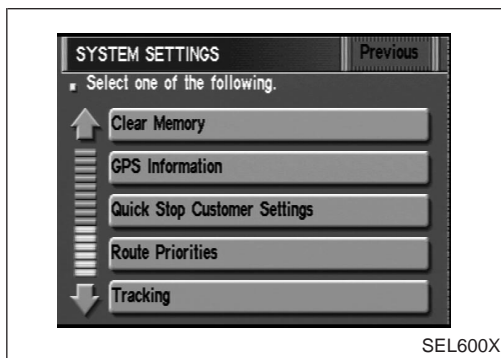 SYSTEM SETTINGS
Previous
Select one of the following.
Clear Memory
GPS Information
Quick Stop Customer Settings
Route Priorities
Tracking
SEL600X